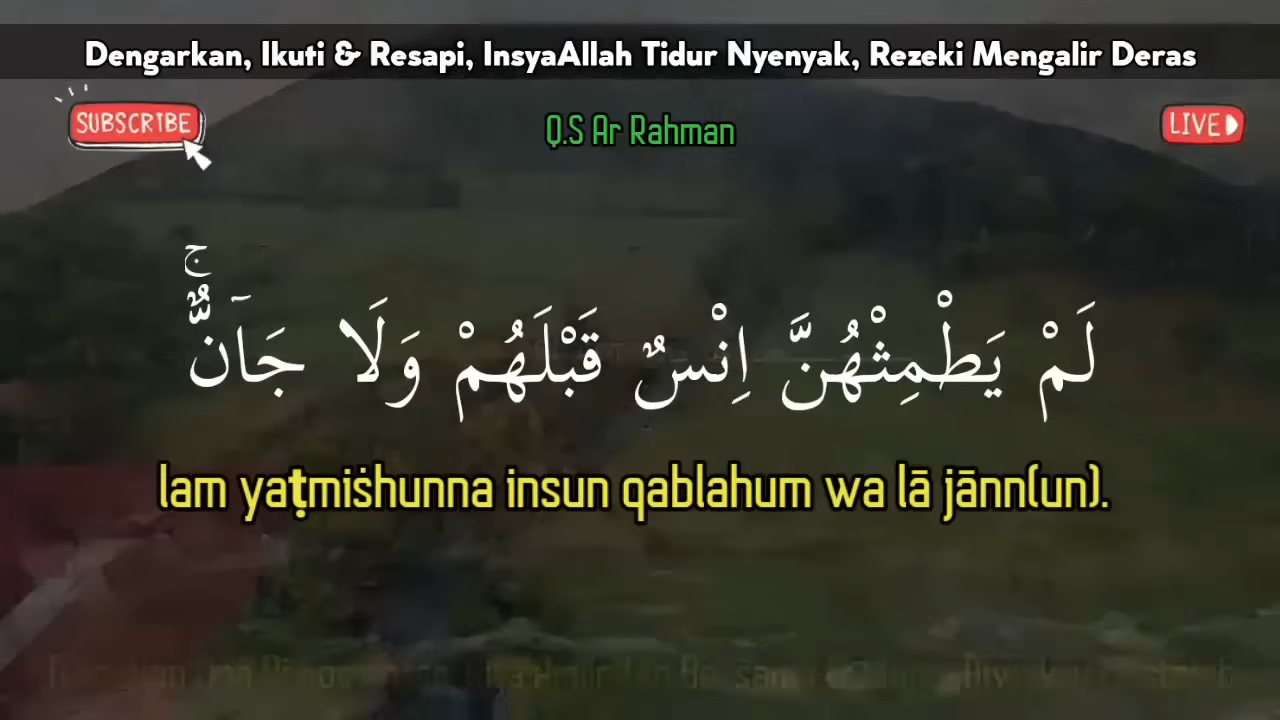 Dengarkan, Ikuti & Resapi, InsyaAllah Tidur Nyenyak, Rezeki Mengalir Deras
SUBSCRIBE
Q.S Ar Rahman
LIVE
لَمْ يَطْمِثْهُنَّ اِنْسٌ قَبْلَهُمْ وَلَا جَاۤنٌّۚ
lam yaṭmiṡhunna insun qablahum wa lā jānn(un).